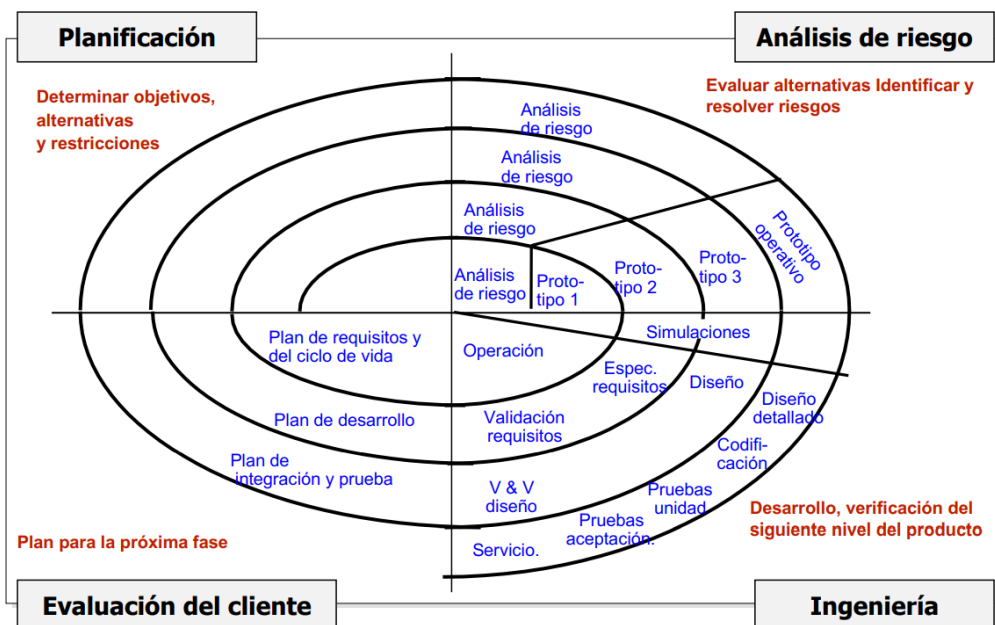 Planificación
Análisis de riesgo
Determinar objetivos,
alternativas
y restricciones
Evaluar alternativas Identificar y
resolver riesgos
Análisis
de riesgo
Análisis
de riesgo
Análisis
de riesgo
Análisis
de riesgo
Proto-
tipo 1
Proto-
tipo 2
Proto-
tipo 3
Prototipo
operativo
Plan de requisitos y
del ciclo de vida
Operación
Simulaciones
Espec.
requisitos
Diseño
Diseño
detallado
Plan de desarrollo
Validación
requisitos
Codifi-
cación
Plan de
integración y prueba
V & V
diseño
Pruebas
unidad
Pruebas
aceptación.
Servicio.
Desarrollo, verificación del
siguiente nivel del producto
Plan para la próxima fase
Evaluación del cliente
Ingeniería